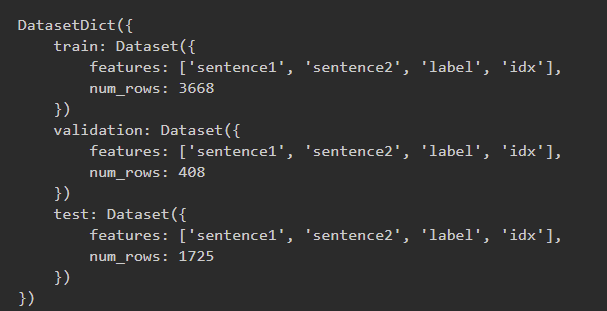 DatasetDict({
    train: Dataset({
        features: ['sentence1', 'sentence2', 'label', 'idx'],
        num_rows: 3668
    })
    validation: Dataset({
        features: ['sentence1', 'sentence2', 'label', 'idx'],
        num_rows: 408
    })
    test: Dataset({
        features: ['sentence1', 'sentence2', 'label', 'idx'],
        num_rows: 1725
    })
})